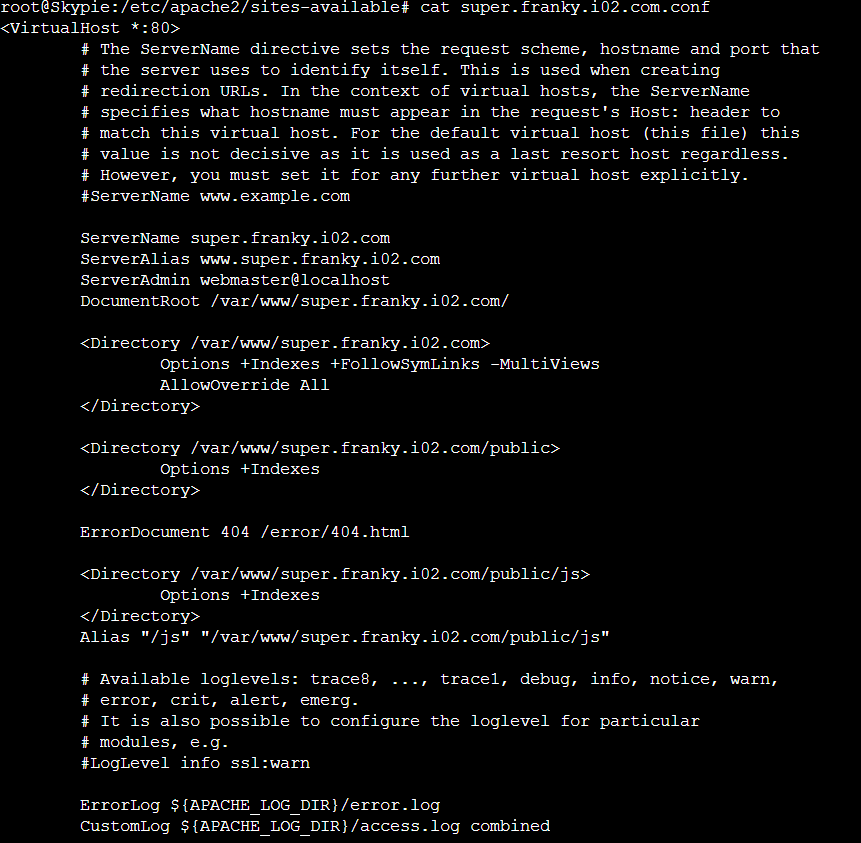 root@Skypie:/etc/apache2/sites-available# cat super.franky.i02.com.conf
<VirtualHost *:80>
# The ServerName directive sets the request scheme, hostname and port that
# the server uses to identify itself. This is used when creating
# redirection URLs. In the context of virtual hosts, the ServerName
# specifies what hostname must appear in the request's Host: header to
# match this virtual host. For the default virtual host (this file) this
# value is not decisive as it is used as a last resort host regardless.
# However, you must set it for any further virtual host explicitly.
#ServerName www.example.com
ServerName super.franky.i02.com
ServerAlias www.super.franky.i02.com
ServerAdmin webmaster@localhost
DocumentRoot /var/www/super.franky.i02.com/
<Directory /var/www/super.franky.i02.com>
Options +Indexes +FollowSymLinks -MultiViews
AllowOverride All
</Directory>
<Directory /var/www/super.franky.i02.com/public>
Options +Indexes
</Directory>
ErrorDocument 404 /error/404.html
<Directory /var/www/super.franky.i02.com/public/js>
Options +Indexes
</Directory>
Alias "/js" "/var/www/super.franky.i02.com/public/js"
# Available loglevels: trace8, ..., trace1, debug, info, notice, warn,
# error, crit, alert, emerg.
# It is also possible to configure the loglevel for particular
# modules, e.g.
#LogLevel info ssl:warn
ErrorLog ${APACHE_LOG_DIR}/error.log
CustomLog ${APACHE_LOG_DIR}/access.log combined